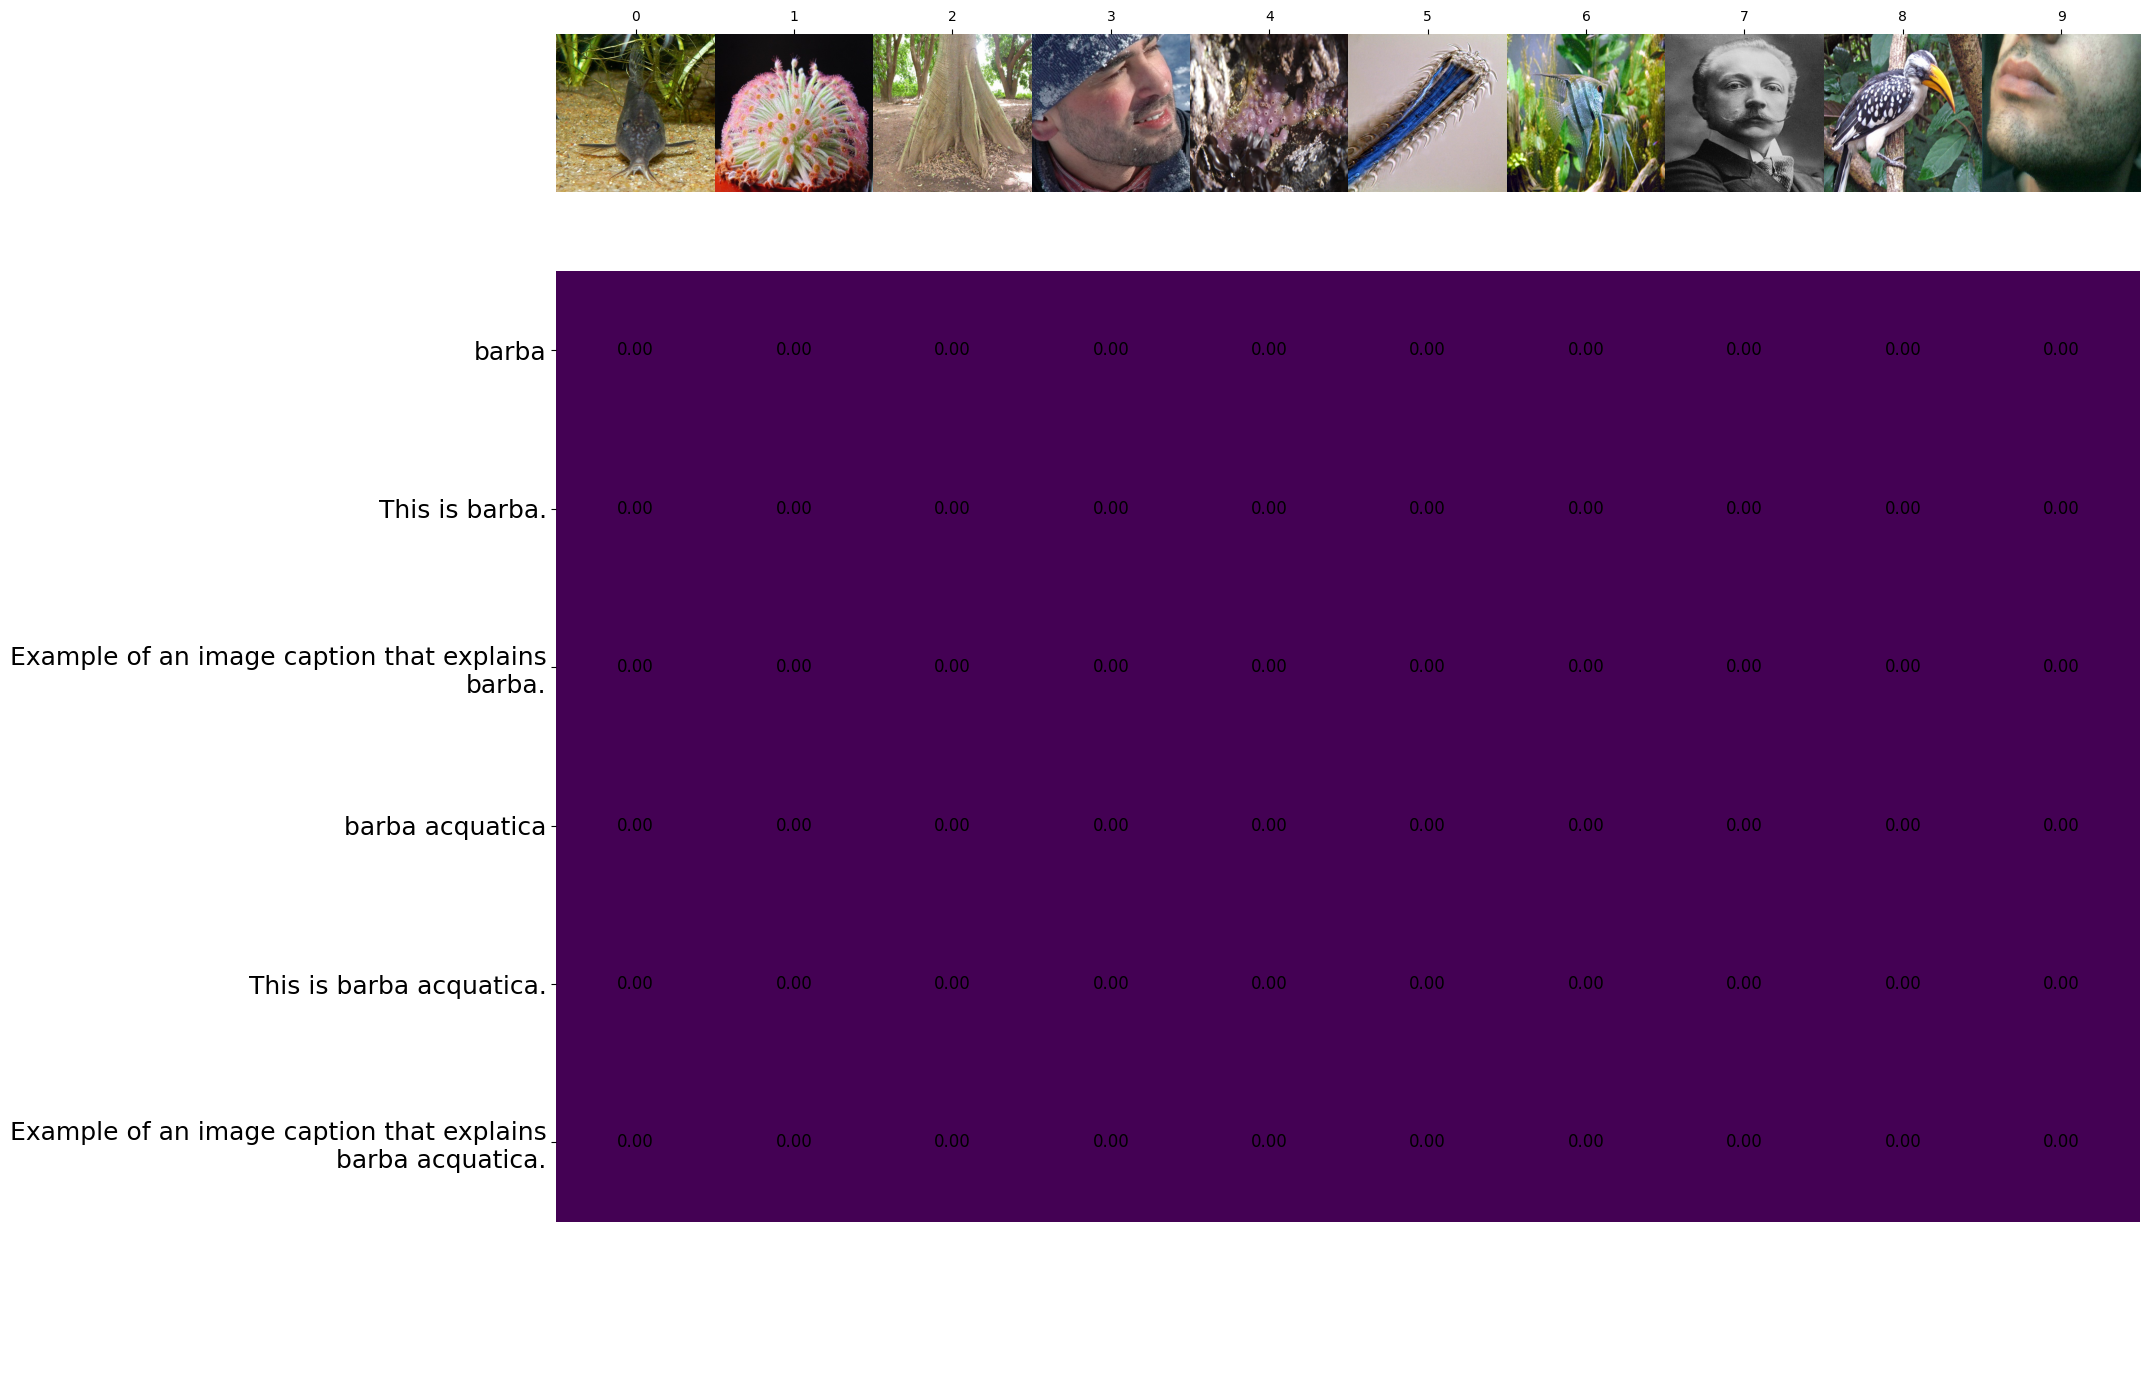 0 1 2 3 4 5 6 7 8 9
barba 0.00 0.00 0.00 0.00 0.00 0.00 0.00 0.00 0.00 0.00
This is barba. 0.00 0.00 0.00 0.00 0.00 0.00 0.00 0.00 0.00 0.00
Example of an image caption that explains
barba. 0.00 0.00 0.00 0.00 0.00 0.00 0.00 0.00 0.00 0.00
barba acquatica 0.00 0.00 0.00 0.00 0.00 0.00 0.00 0.00 0.00 0.00
This is barba acquatica. 0.00 0.00 0.00 0.00 0.00 0.00 0.00 0.00 0.00 0.00
Example of an image caption that explains
barba acquatica. 0.00 0.00 0.00 0.00 0.00 0.00 0.00 0.00 0.00 0.00